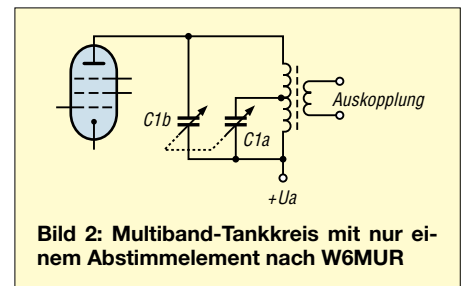 C1b
C1a
Auskopplung
+Ua
Bild 2: Multiband-Tankkreis mit nur ei-
nem Abstimmelement nach W6MUR